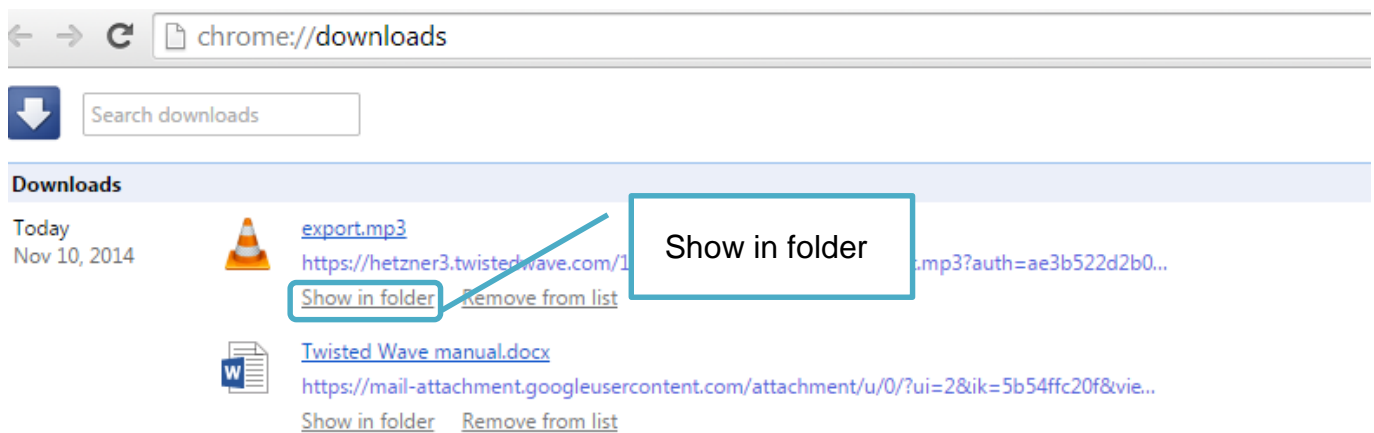 chrome://downloads
Search downloads
Downloads
Today
Nov 10, 2014
export.mp3
https://hetzner3.twistedwave.com/1 .mp3?auth=ae3b522d2b0...
Show in folder Remove from list
Show in folder
Twisted Wave manual.docx
W
https://mail-attachment.googleusercontent.com/attachment/u/0/?ui=2&ik=5b54ffc20f&vie...
Show in folder Remove from list